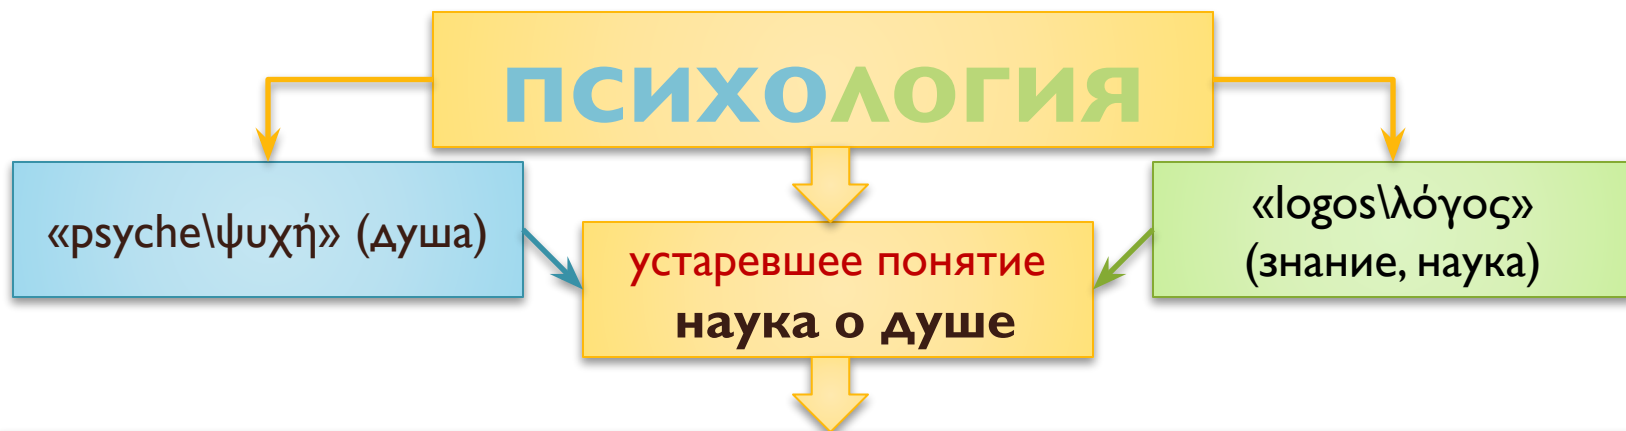 психология
«psyche\ψυχή» (душа)
«logos\λόγος»
(знание, наука)
устаревшее понятие
наука о душе